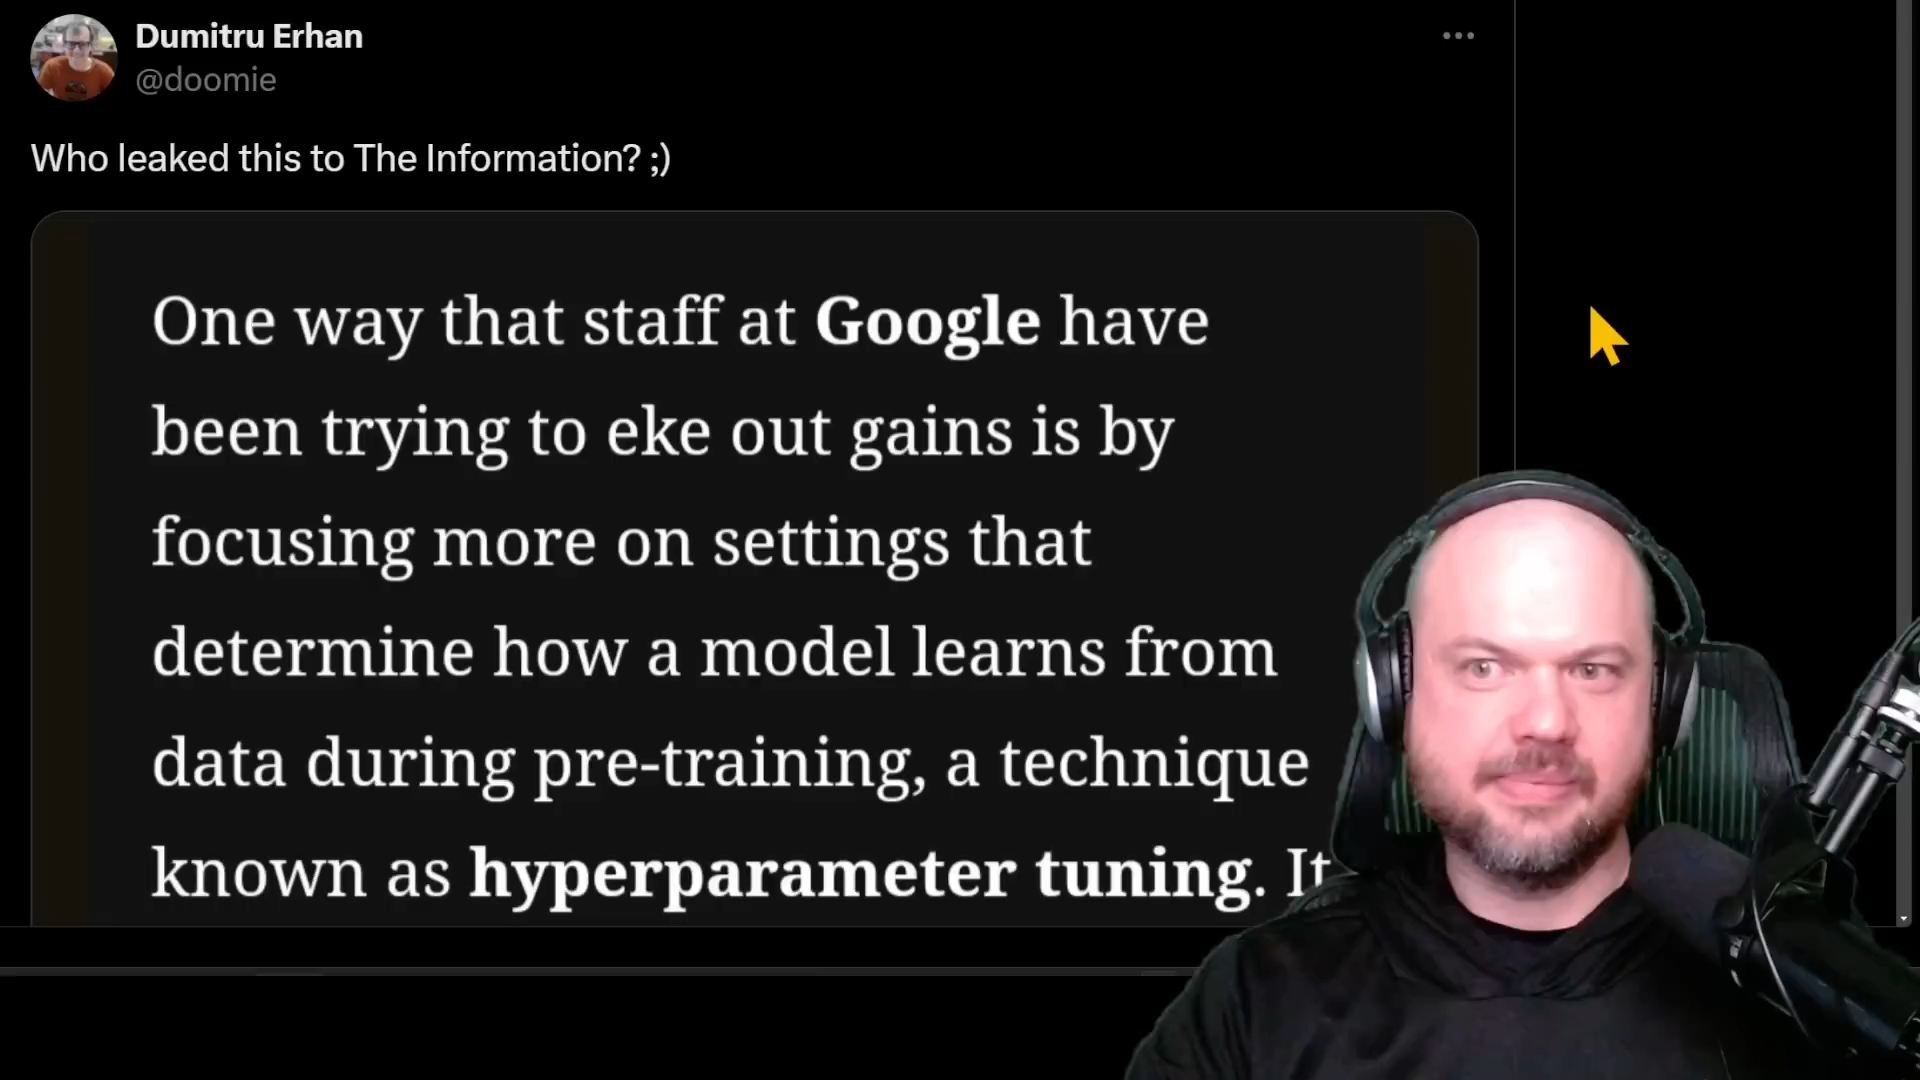 Dumitru Erhan
@doomie
Who leaked this to The Information? ;)
One way that staff at Google have
been trying to eke out gains is by
focusing more on settings that
determine how a model learns from
data during pre-training, a technique
known as hyperparameter tuning. It